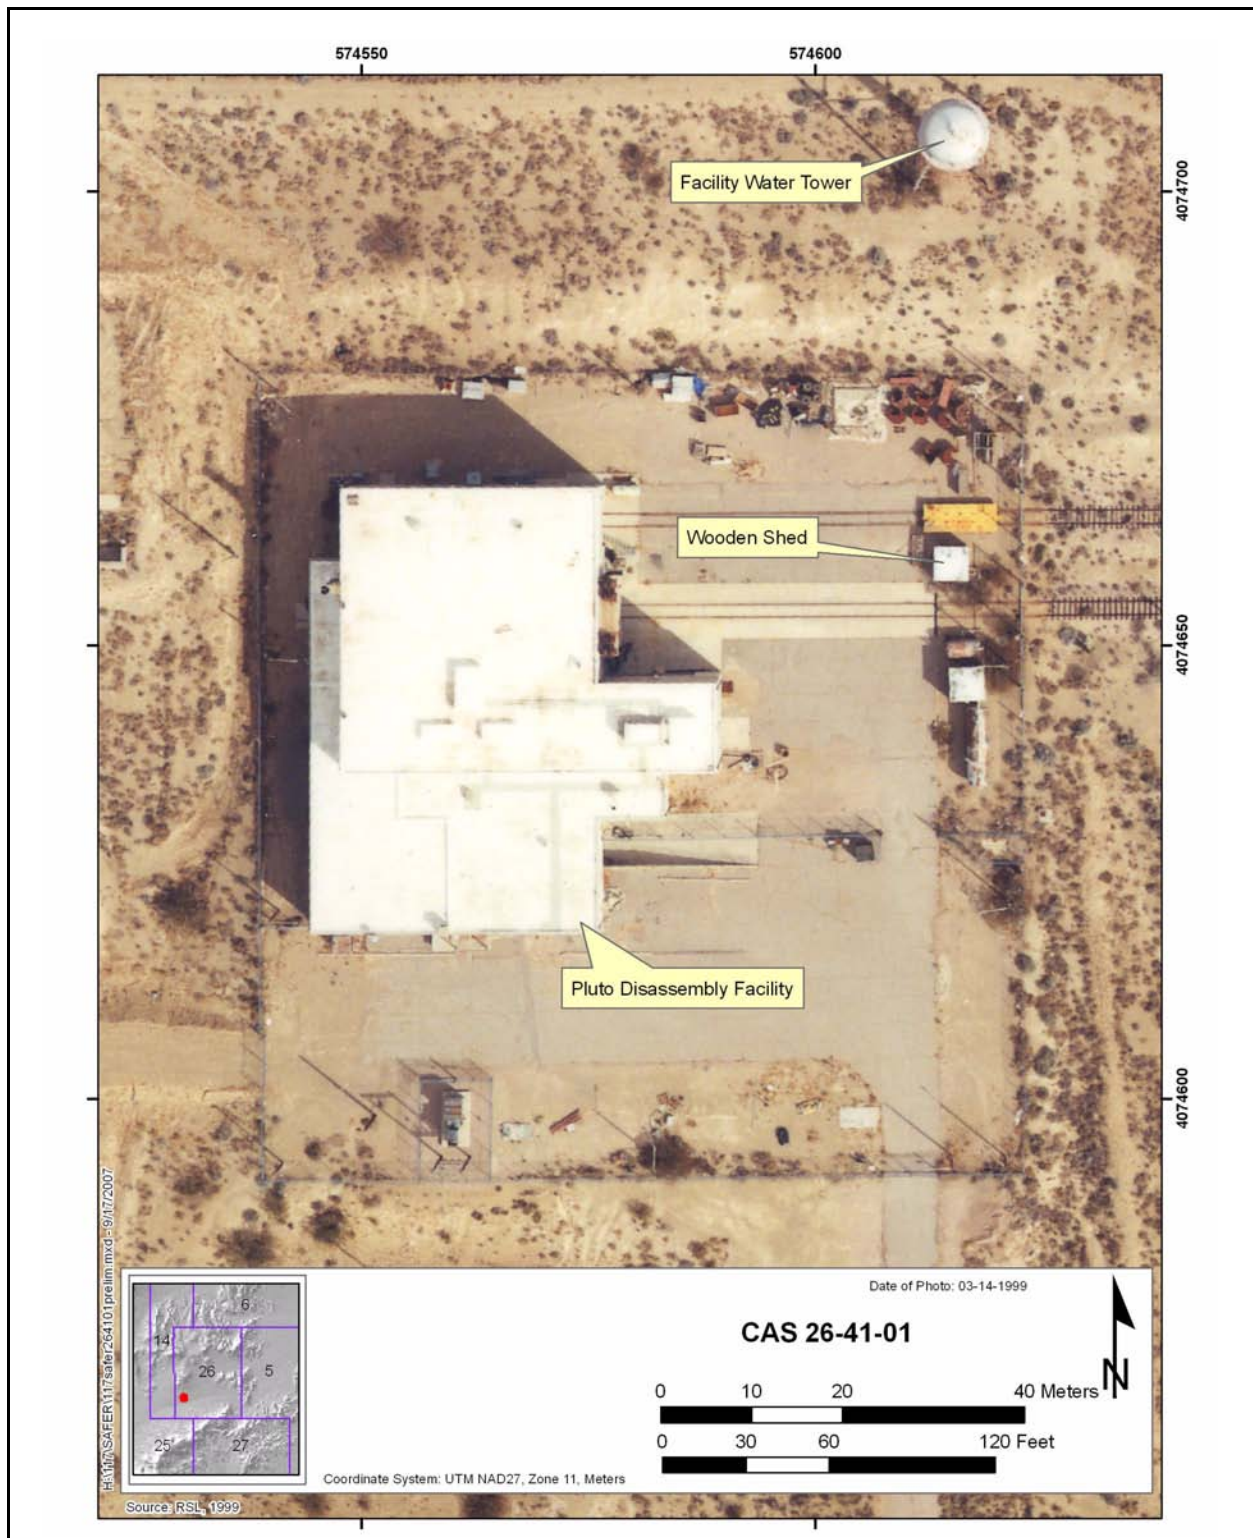 574550
574600
Facility Water Tower
4074700
Wooden Shed
4074650
Pluto Disassembly Facility
4074600
H:\117\SAFER\117safer264101prelim.mxd - 9/17/2007
Date of Photo: 03-14-1999
6
14
26
5
25
27
CAS 26-41-01
N
0 10 20 40 Meters
0 30 60 120 Feet
Coordinate System: UTM NAD27, Zone 11, Meters
Source: RSL, 1999